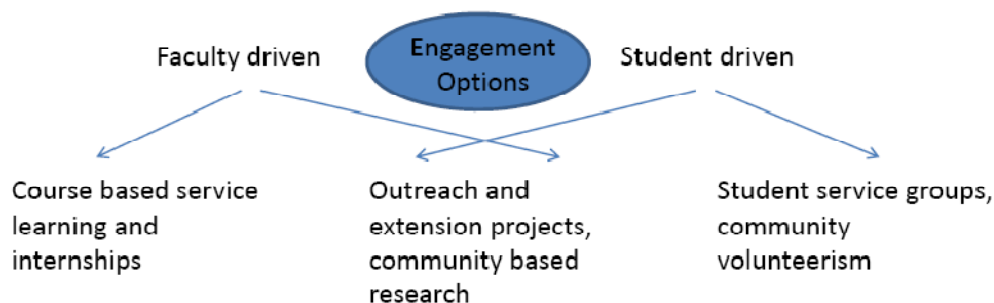 Faculty driven
Engagement
Options
Student driven
Course based service
learning and
internships
Outreach and
extension projects,
community based
research
Student service groups,
community
volunteerism